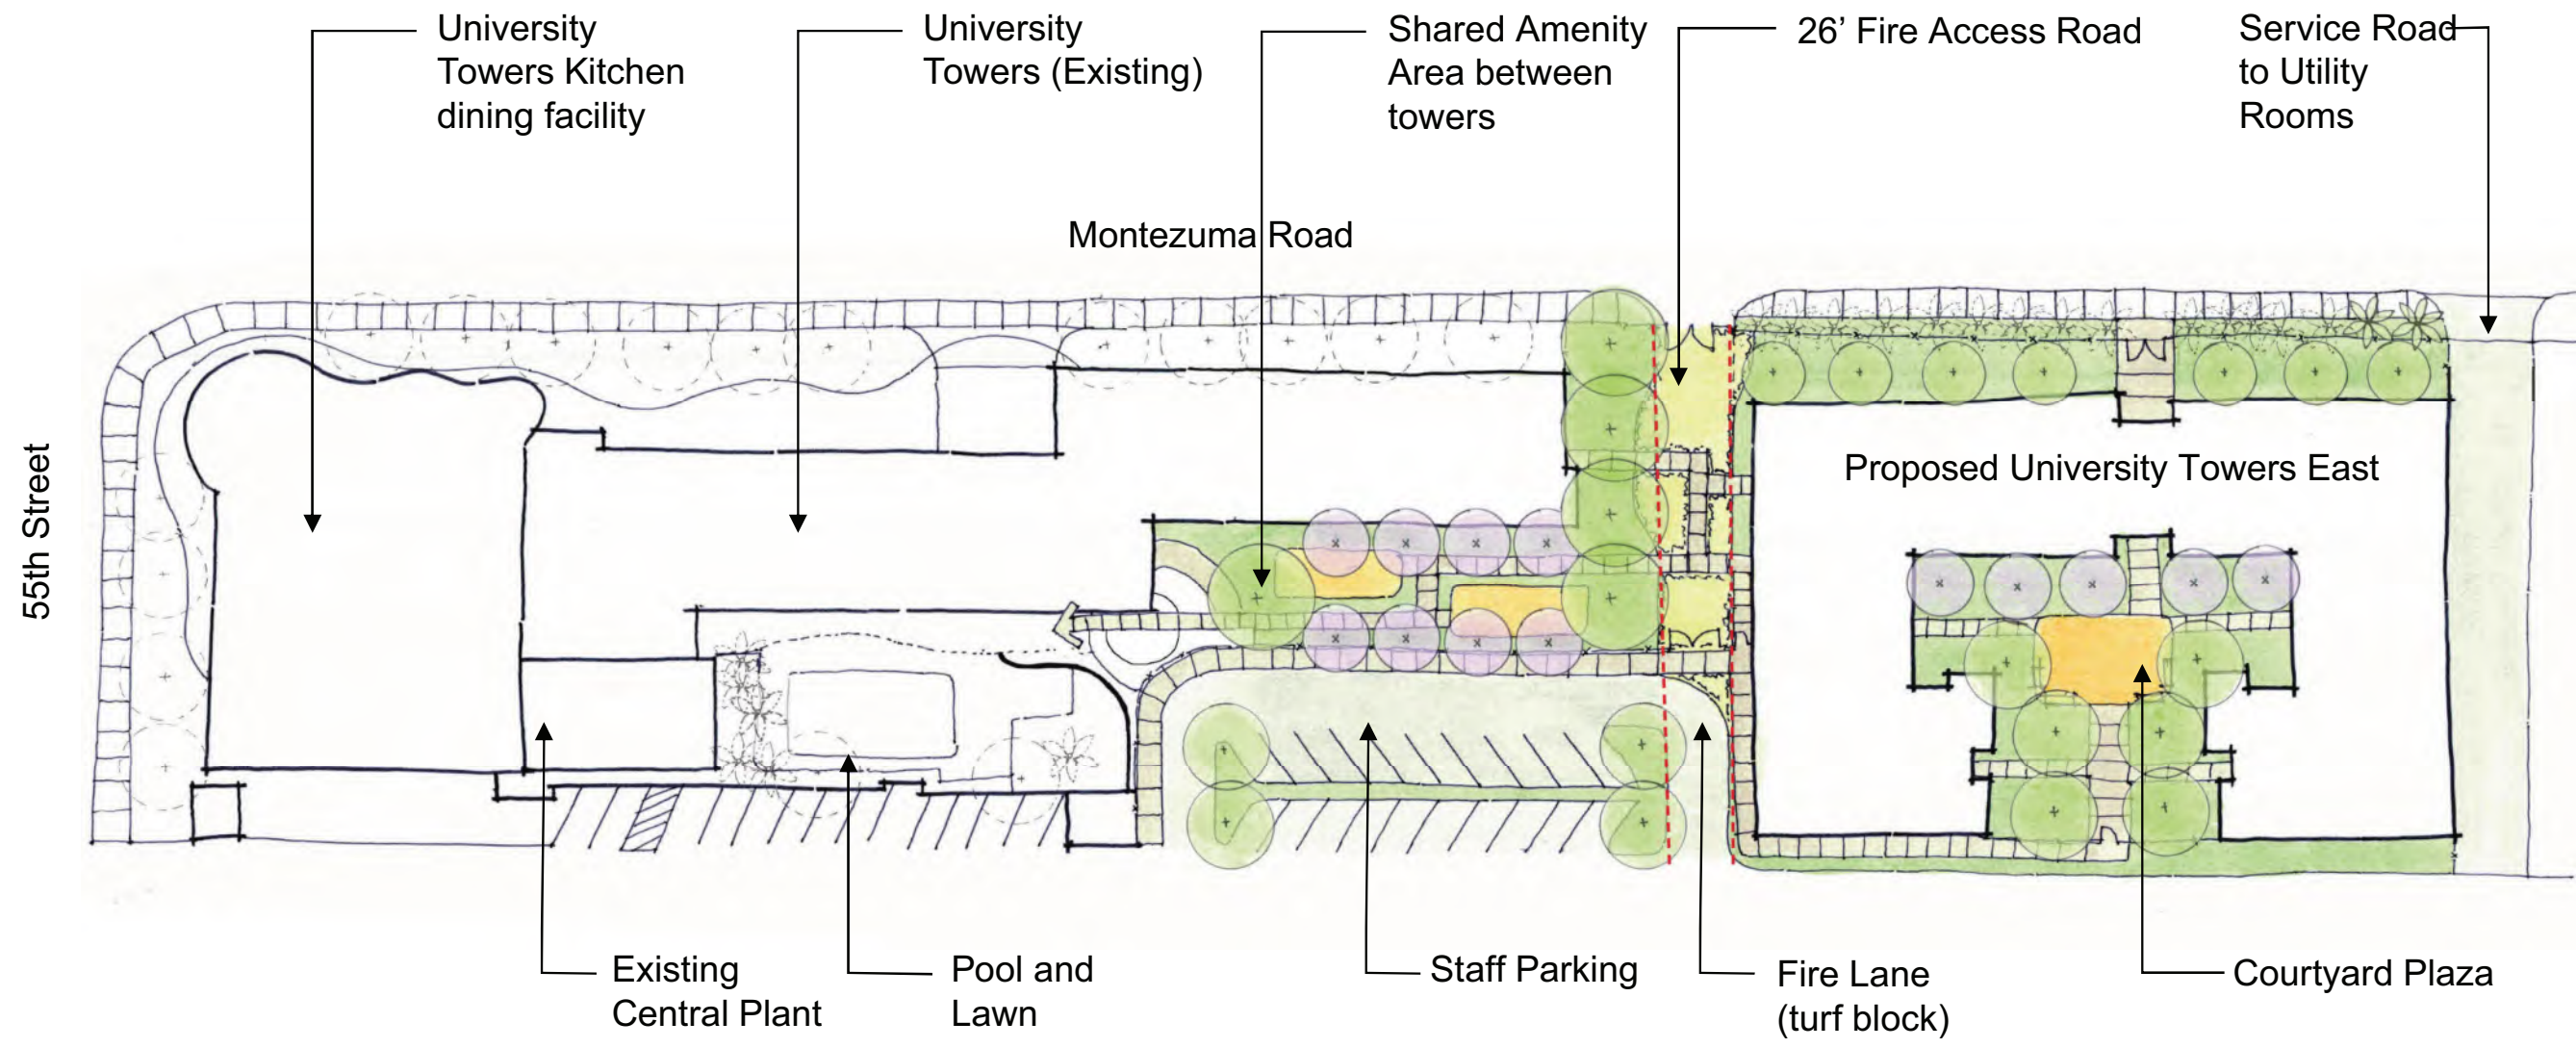 University
Towers Kitchen
dining facility
University
Towers (Existing)
Shared Amenity
Area between
towers
26’ Fire Access Road
Service Road
to Utility
Rooms
Montezuma Road
55th Street
Proposed University Towers East
Existing
Central Plant
Pool and
Lawn
Staff Parking
Fire Lane
(turf block)
Courtyard Plaza